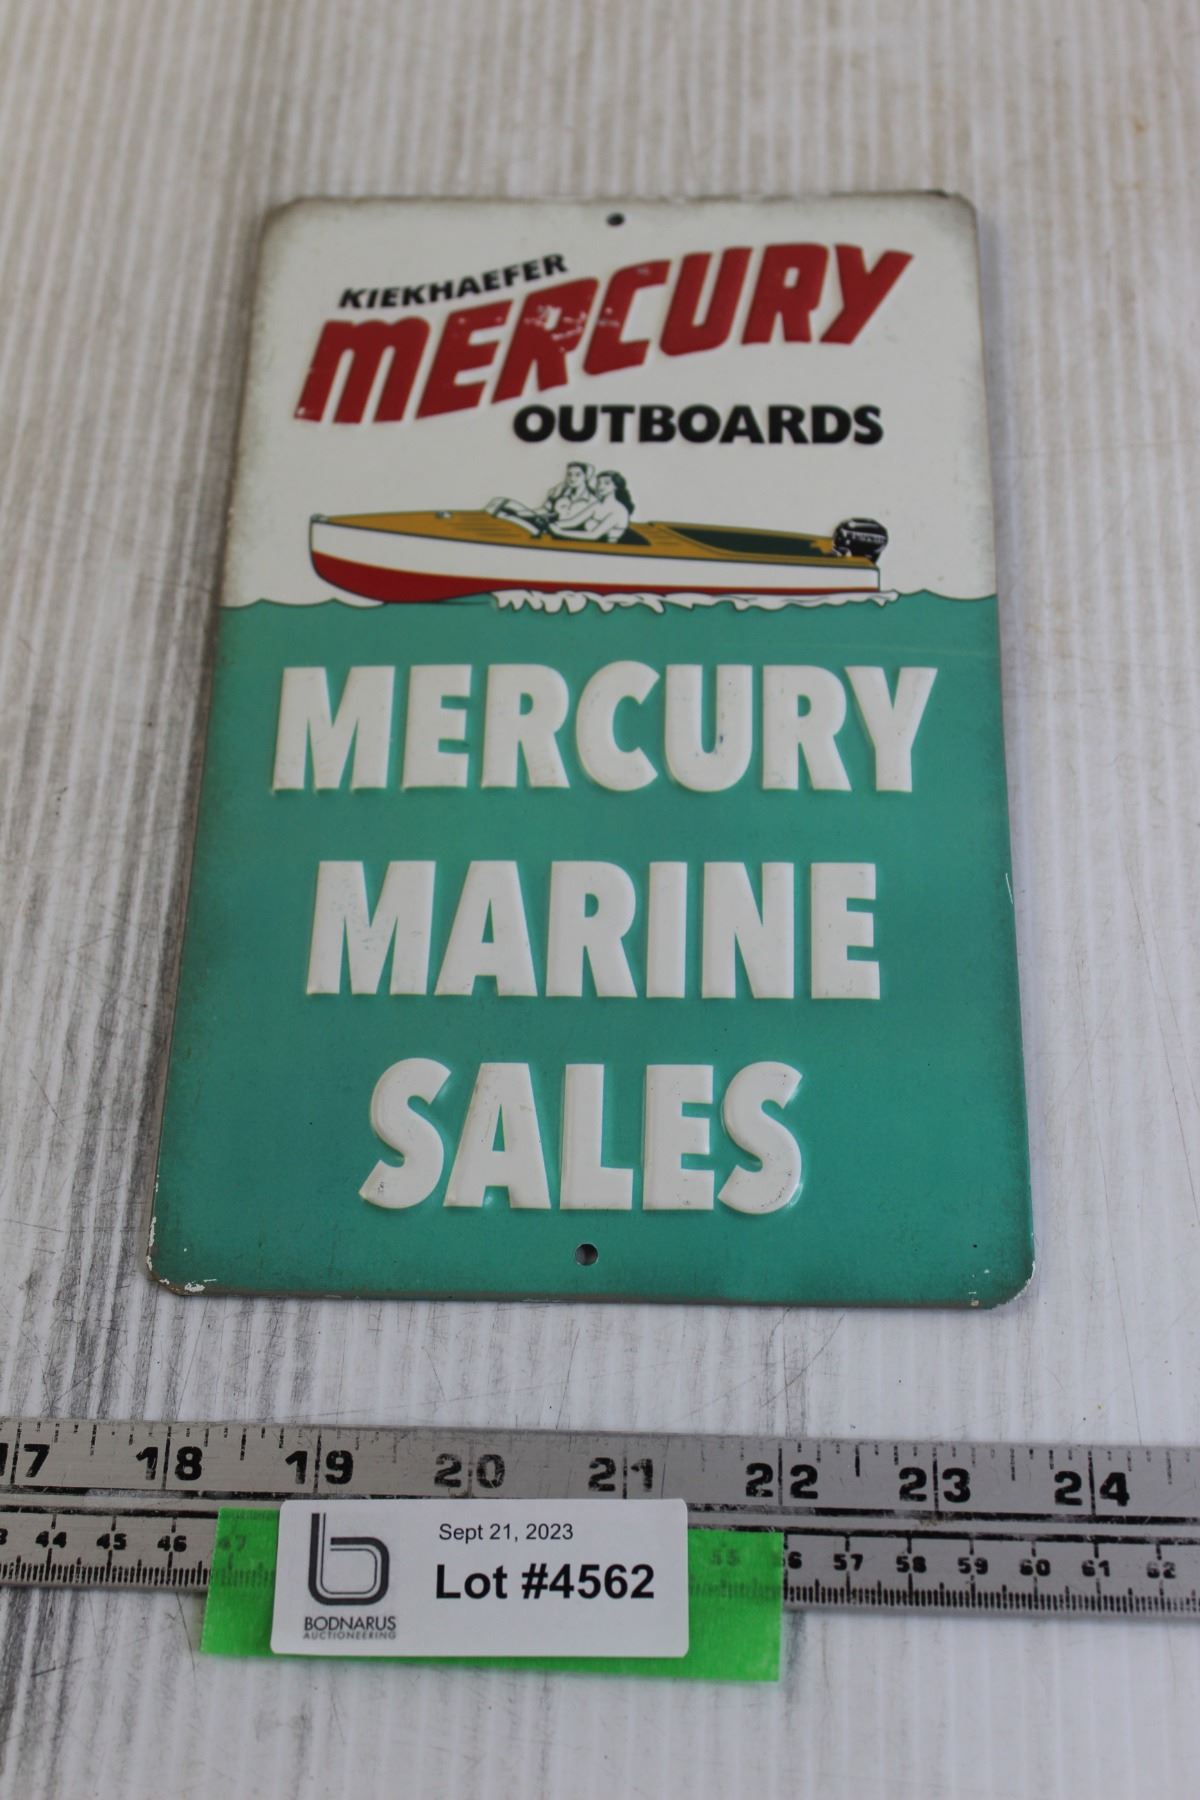 KIEKHAEFER
MERCURY
OUTBOARDS
MERCURY
MARINE
SALES
17 18 19 20 21 22 23 24
44 45 46 47 55 56 57 58 59 60 61 62
Sept 21, 2023
Lot #4562
BODNARUS
AUCTIONEERING